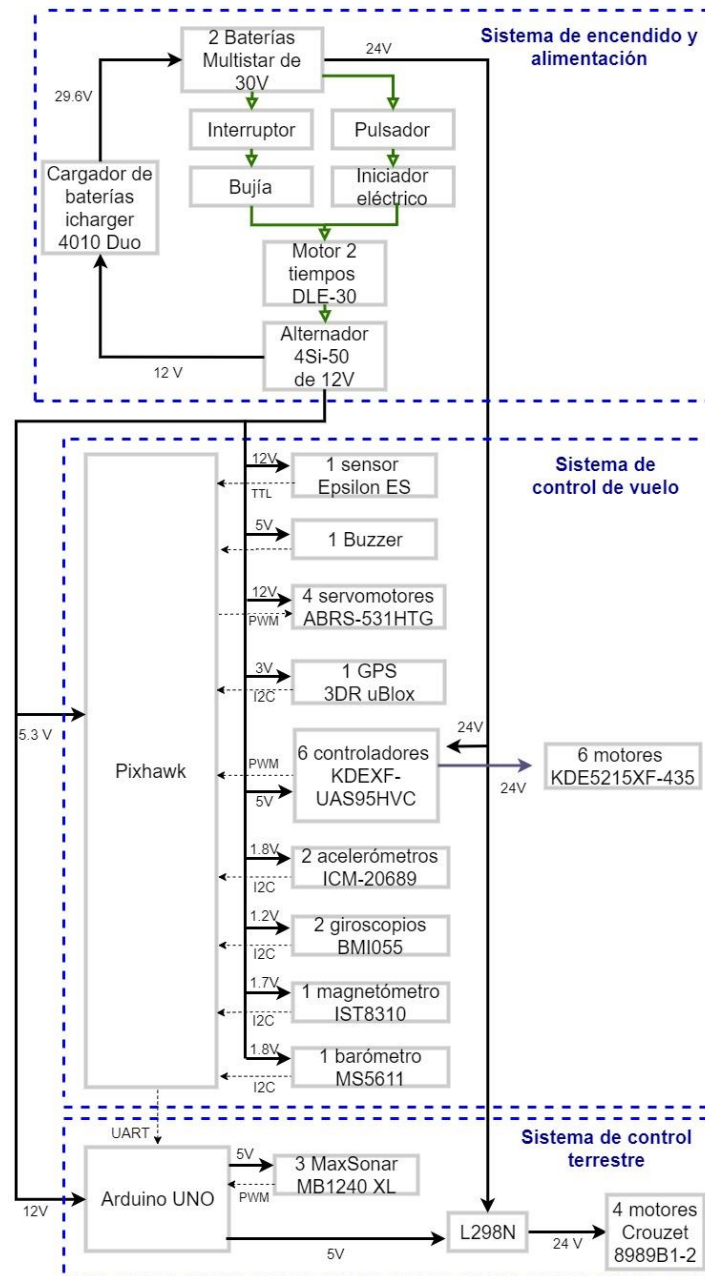 Sistema de encendido y
alimentación
2 Baterías
Multistar de
30V
24V
29.6V
Interruptor
Pulsador
Cargador de
baterías
icharger
4010 Duo
Bujía
Iniciador
eléctrico
Motor 2
tiempos
DLE-30
Alternador
4Si-50
de 12V
12 V
Sistema de
control de vuelo
Pixhawk
5.3 V
12V
TTL
1 sensor
Epsilon ES
5V
1 Buzzer
12V
PWM
4 servomotores
ABRS-531HTG
3V
I2C
1 GPS
3DR uBlox
PWM
5V
6 controladores
KDEXF-
UAS95HVC
24V
24V
6 motores
KDE5215XF-435
1.8V
I2C
2 acelerómetros
ICM-20689
1.2V
I2C
2 giroscopios
BMI055
1.7V
I2C
1 magnetómetro
IST8310
1.8V
I2C
1 barómetro
MS5611
UART
Sistema de control
terrestre
12V
Arduino UNO
5V
PWM
3 MaxSonar
MB1240 XL
5V
L298N
24 V
4 motores
Crouzet
8989B1-2